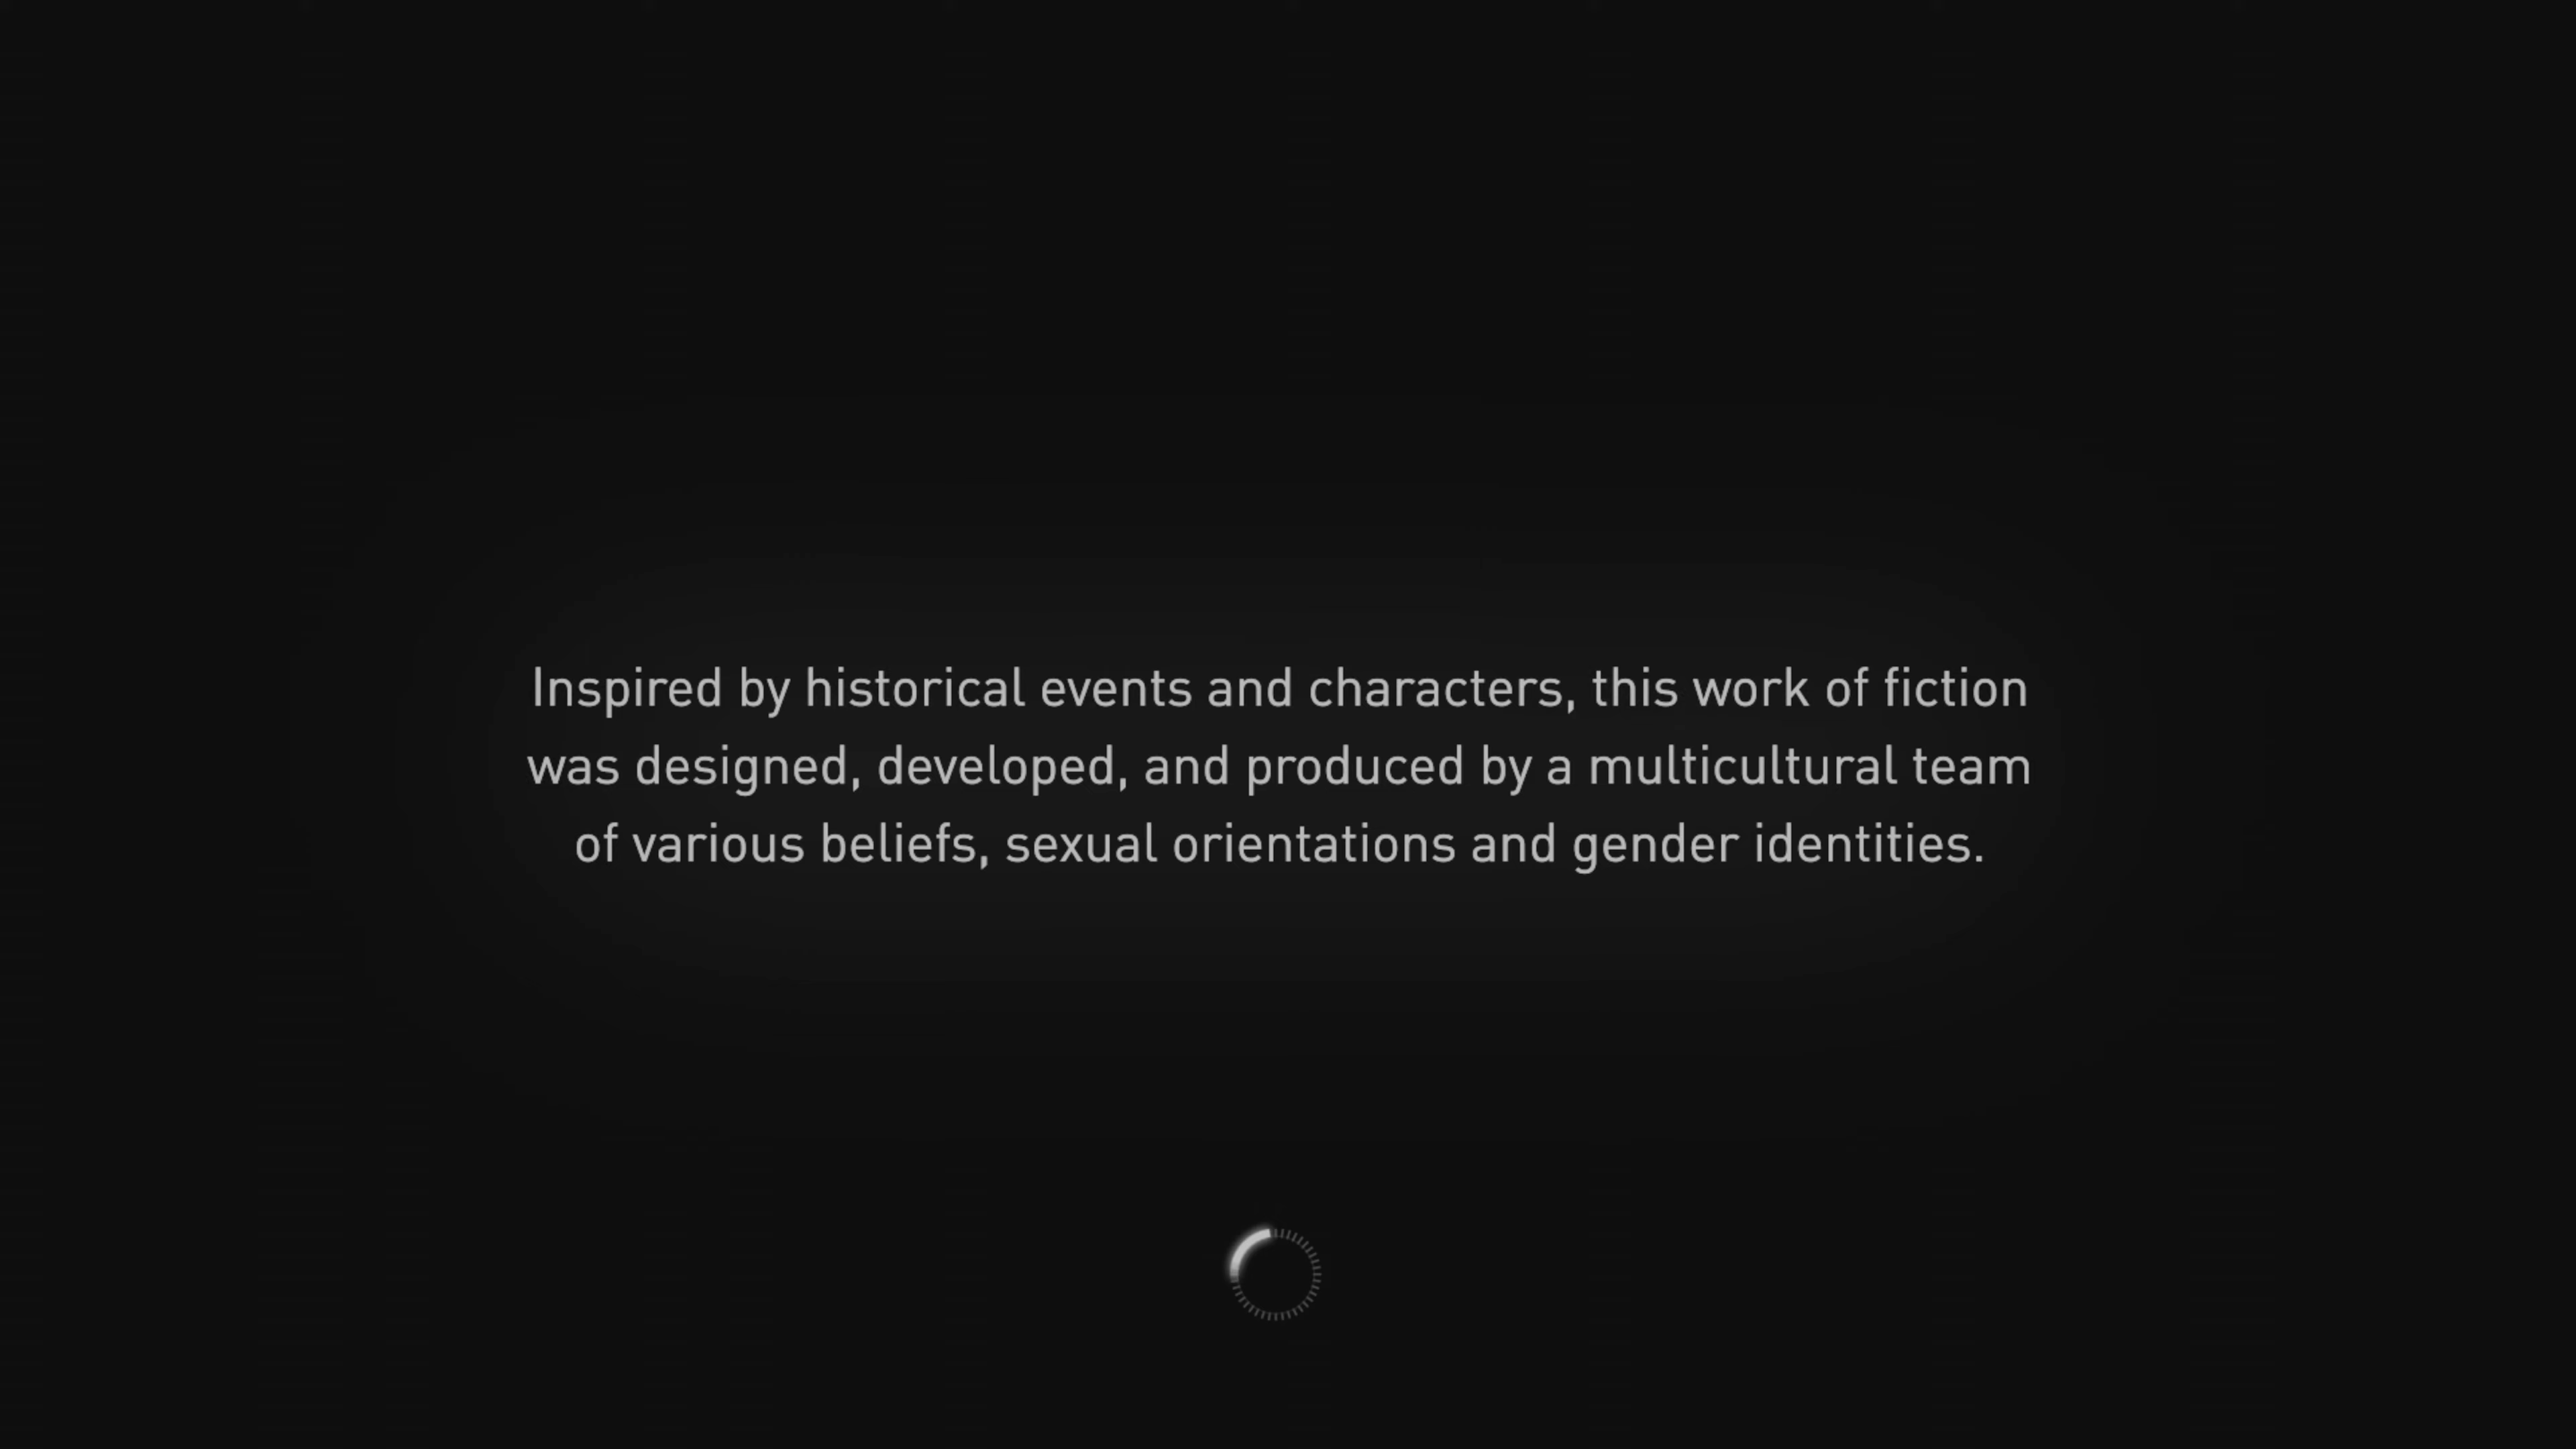 Inspired by historical events and characters, this work of fiction
was designed, developed, and produced by a multicultural team
of various beliefs, sexual orientations and gender identities.